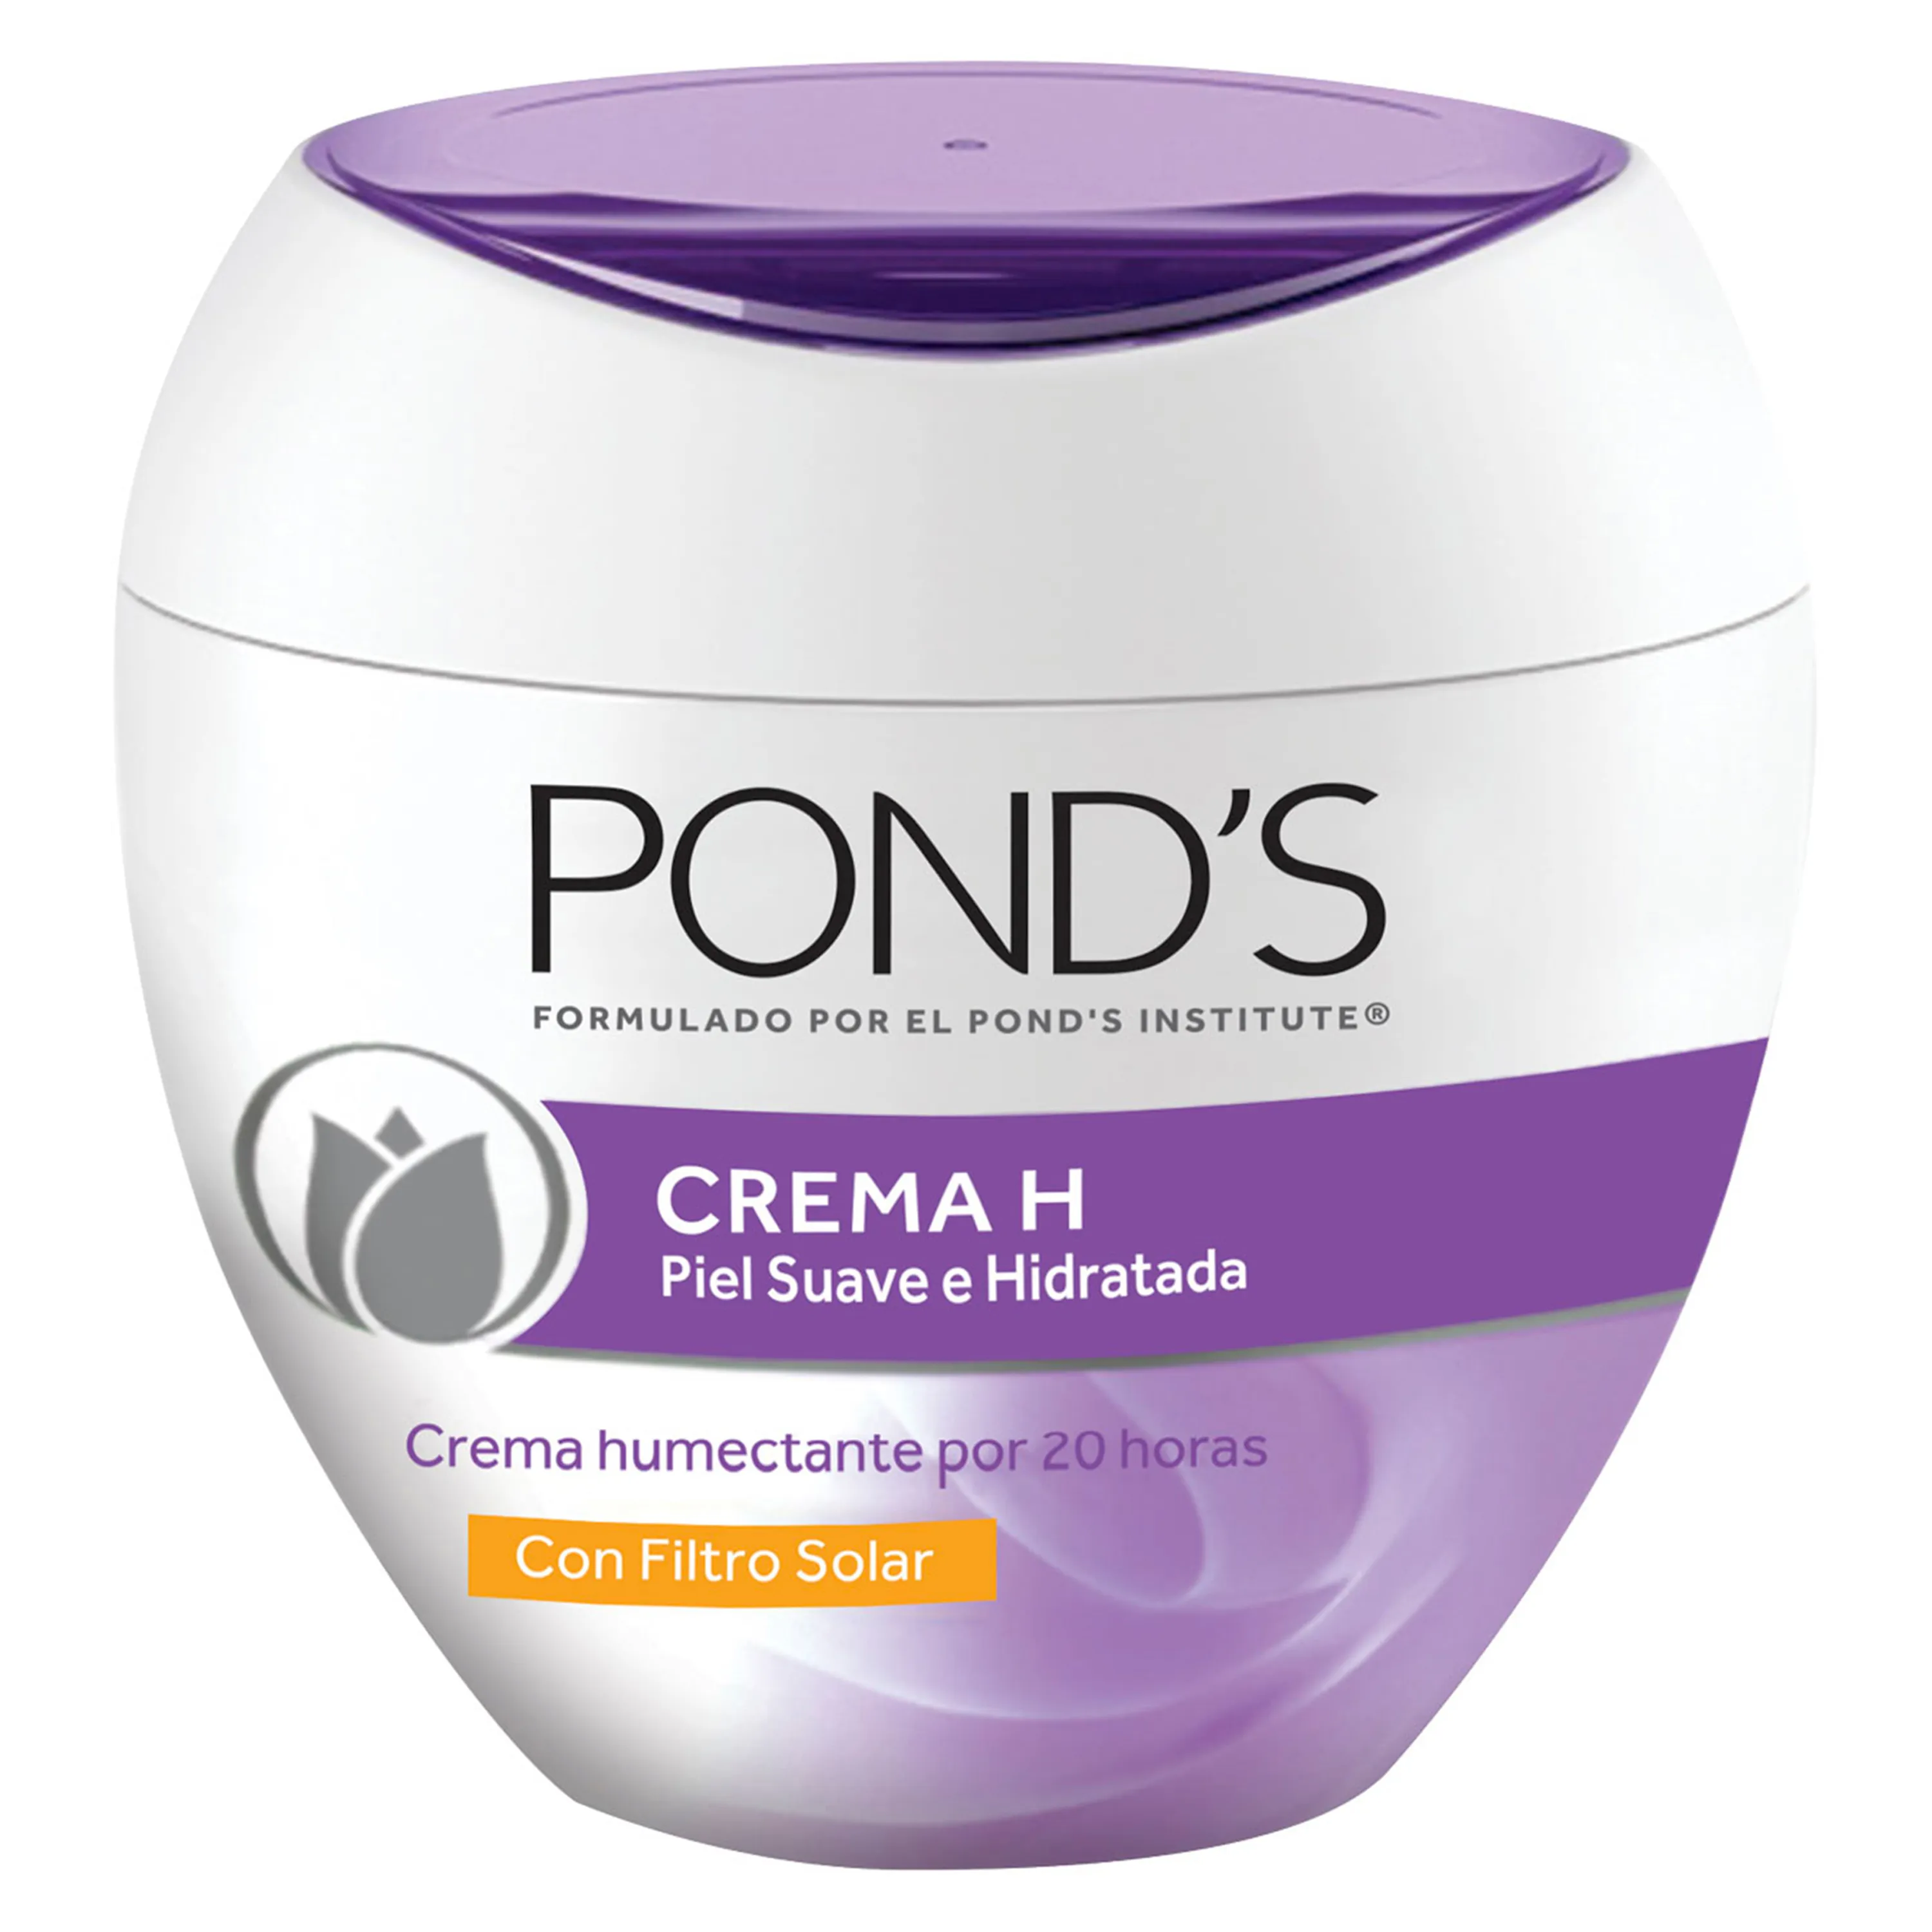 POND'S
FORMULADO POR EL POND'S INSTITUTE®
CREMA H
Piel Suave e Hidratada
Crema humectante por 20 horas
Con Filtro Solar